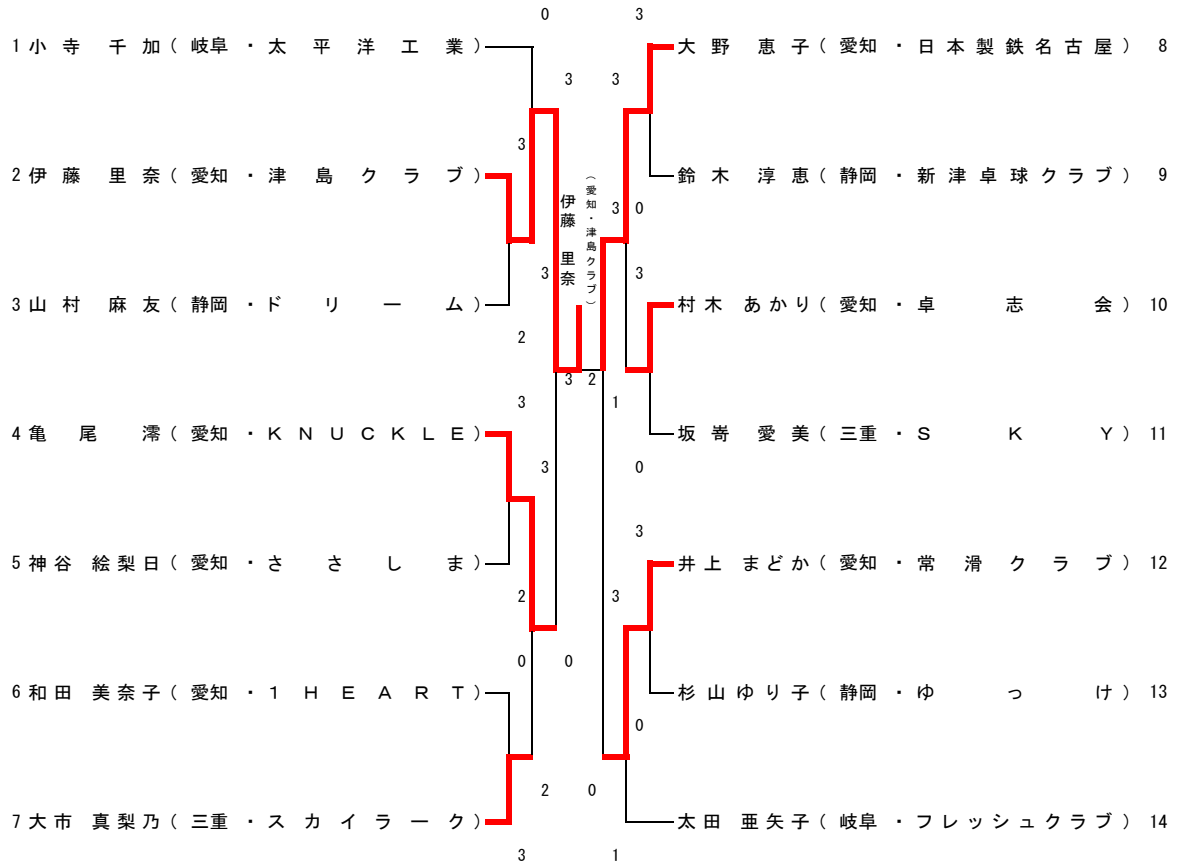 0 3
1 小寺 千加 ( 岐阜 ・ 太平洋工業 )
大野 恵子 ( 愛知 ・ 日本製鉄名古屋 ) 8
3 3
3
2 伊藤 里奈 ( 愛知 ・ 津島クラブ )
鈴木 淳恵 ( 静岡 ・ 新津卓球クラブ ) 9
伊藤 里奈
(愛知・津島クラブ)
3 0
3 3
3 山村 麻友 ( 静岡 ・ ドリーム )
村木 あかり ( 愛知 ・ 卓志会 ) 10
2
3 2
3 1
4 亀尾 澪 ( 愛知 ・ KNUCKLE )
坂嵜 愛美 ( 三重 ・ SKY ) 11
3 0
3
5 神谷 絵梨日 ( 愛知 ・ ささしま )
井上 まどか ( 愛知 ・ 常滑クラブ ) 12
2 3
0 0
6 和田 美奈子 ( 愛知 ・ 1HEART )
杉山 ゆり子 ( 静岡 ・ ゆっけ ) 13
0
2 0
7 大市 真梨乃 ( 三重 ・ スカイラーク )
太田 亜矢子 ( 岐阜 ・ フレッシュクラブ ) 14
3 1